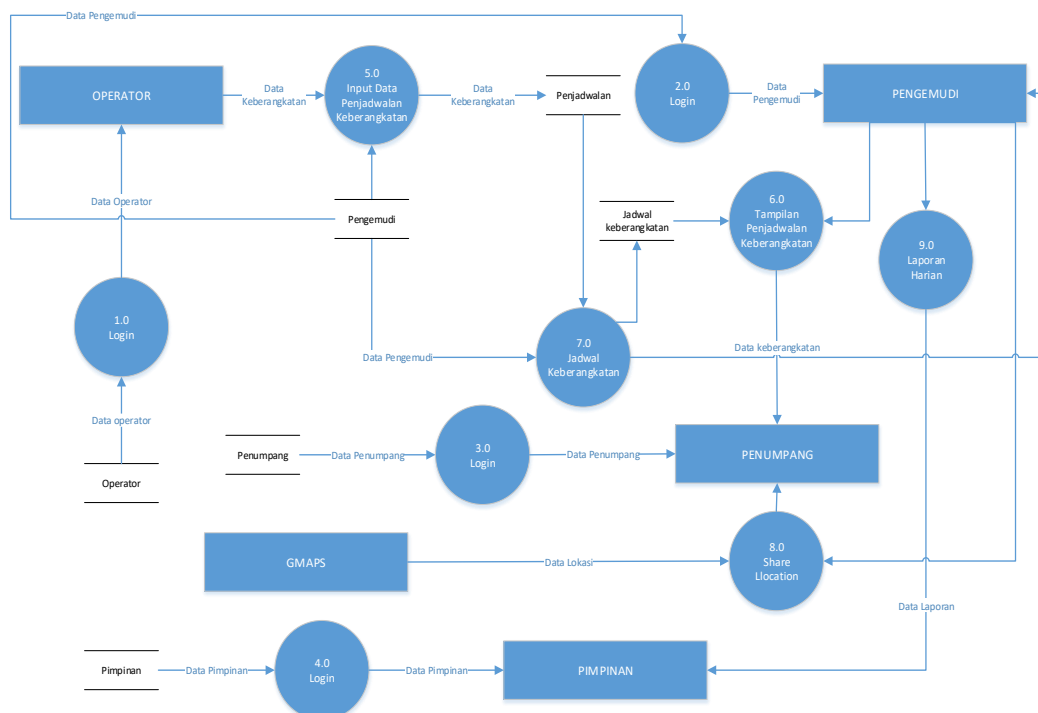 Data Pengemudi
OPERATOR
Data
Keberangkatan
5.0
Input Data
Penjadwalan
Keberangkatan
Data
Keberangkatan
Penjadwalan
2.0
Login
Data
Pengemudi
PENGEMUDI
Data Operator
Pengemudi
Jadwal
keberangkatan
6.0
Tampilan
Penjadwalan
Keberangkatan
9.0
Laporan
Harian
1.0
Login
Data Pengemudi
7.0
Jadwal
Keberangkatan
Data keberangkatan
Data operator
Operator
Penumpang
Data Penumpang
3.0
Login
Data Penumpang
PENUMPANG
GMAPS
Data Lokasi
8.0
Share
Llocation
Data Laporan
Pimpinan
Data Pimpinan
4.0
Login
Data Pimpinan
PIMPINAN